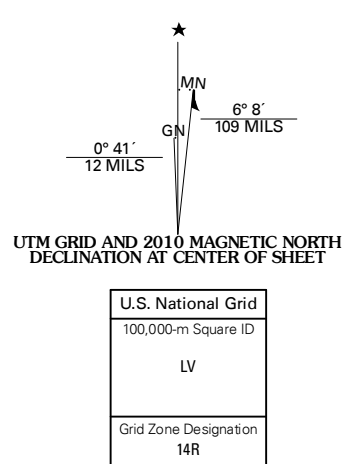 ★
MN
6° 8´
109 MILS
GN
0° 41´
12 MILS
UTM GRID AND 2010 MAGNETIC NORTH
DECLINATION AT CENTER OF SHEET
U.S. National Grid
100,000-m Square ID
LV
Grid Zone Designation
14R